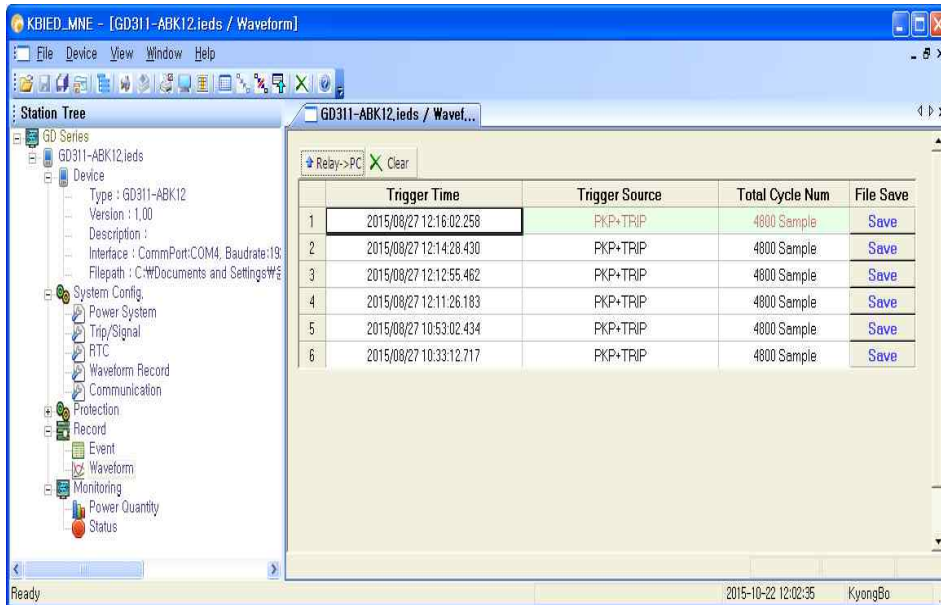 KBIED_MNE - [GD311-ABK12.ieds / Waveform]
File Device View Window Help
Station Tree
GD311-ABK12.ieds / Wavef...
GD Series
GD311-ABK12.ieds
Device
Type : GD311-ABK12
Version : 1.00
Description :
Interface : CommPort:COM4, Baudrate:19
Filepath : C:₩Documents and Settings₩
System Config.
Power System
Trip/Signal
RTC
Waveform Record
Communication
Protection
Record
Event
Waveform
Monitoring
Power Quantity
Status
Relay->PC Clear
Trigger Time Trigger Source Total Cycle Num File Save
1 2015/08/27 12:16:02.258 PKP+TRIP 4800 Sample Save
2 2015/08/27 12:14:28.430 PKP+TRIP 4800 Sample Save
3 2015/08/27 12:12:55.462 PKP+TRIP 4800 Sample Save
4 2015/08/27 12:11:26.183 PKP+TRIP 4800 Sample Save
5 2015/08/27 10:53:02.434 PKP+TRIP 4800 Sample Save
6 2015/08/27 10:33:12.717 PKP+TRIP 4800 Sample Save
Ready 2015-10-22 12:02:35 KyongBo